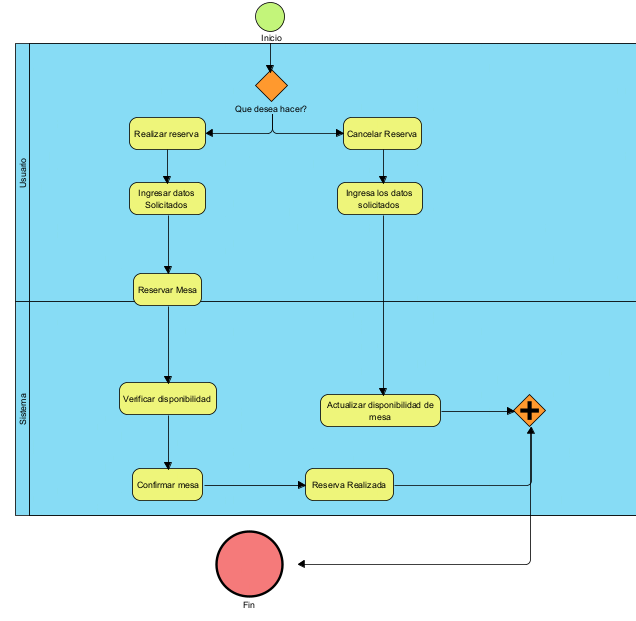 Inicio
Que desea hacer?
Realizar reserva
Cancelar Reserva
Usuario
Ingresar datos
Solicitados
Ingresa los datos
solicitados
Reservar Mesa
Sistema
Verificar disponibilidad
Actualizar disponibilidad de
mesa
Confirmar mesa
Reserva Realizada
Fin